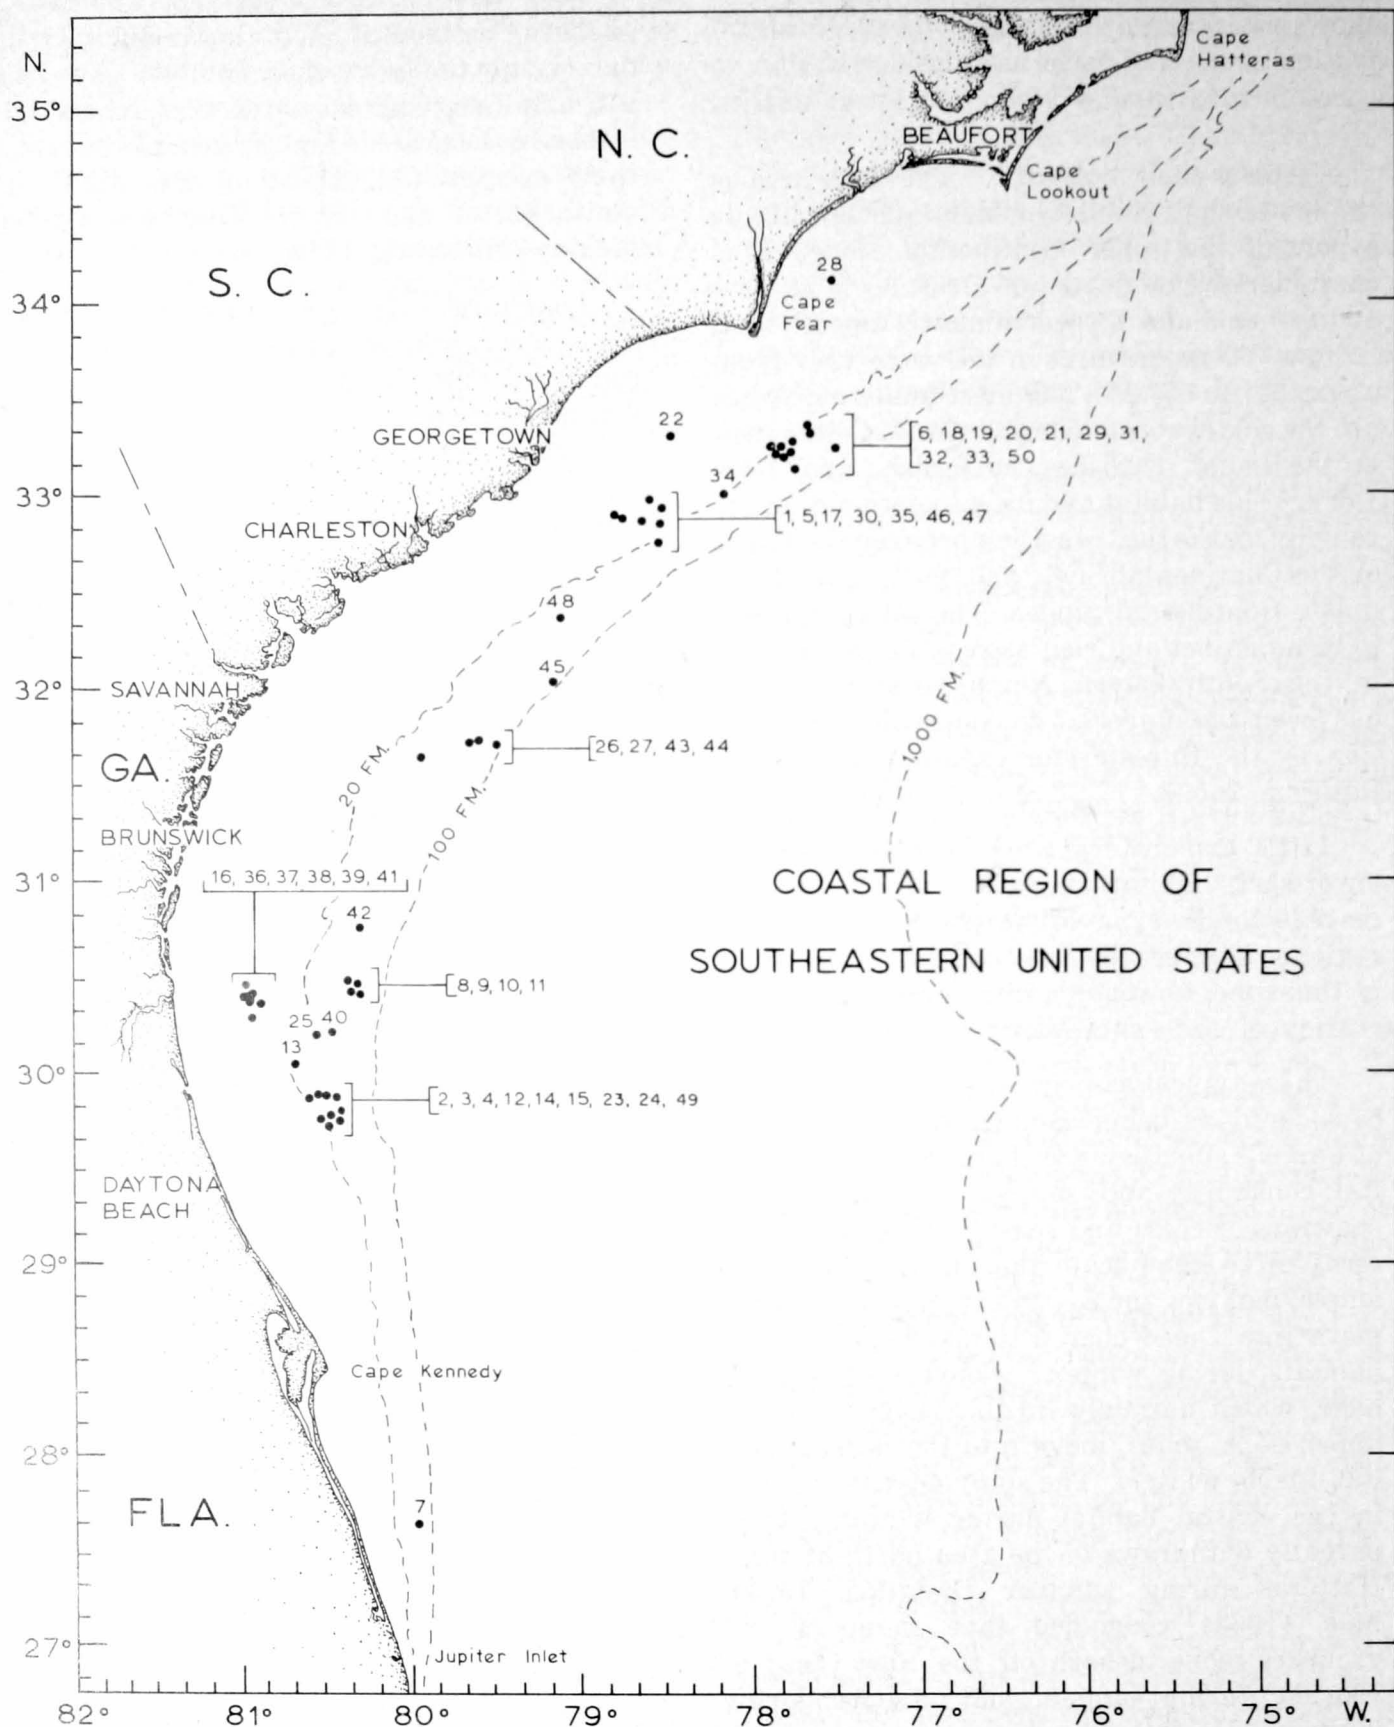 N.
Cape
Hatteras
35°
N. C.
BEAUFORT
Cape
Lookout
S. C.
28
34°
Cape
Fear
22
GEORGETOWN
6, 18, 19, 20, 21, 29, 31,
32, 33, 50
34
33°
CHARLESTON
1, 5, 17, 30, 35, 46, 47
48
45
32°
SAVANNAH
26, 27, 43, 44
GA.
20 FM.
100 FM.
1,000 FM.
BRUNSWICK
16, 36, 37, 38, 39, 41
31°
COASTAL REGION OF
42
SOUTHEASTERN UNITED STATES
8, 9, 10, 11
25 40
13
30°
2, 3, 4, 12, 14, 15, 23, 24, 49
DAYTONA
BEACH
29°
Cape Kennedy
28°
FLA.
7
27°
Jupiter Inlet
82° 81° 80° 79° 78° 77° 76° 75° W.